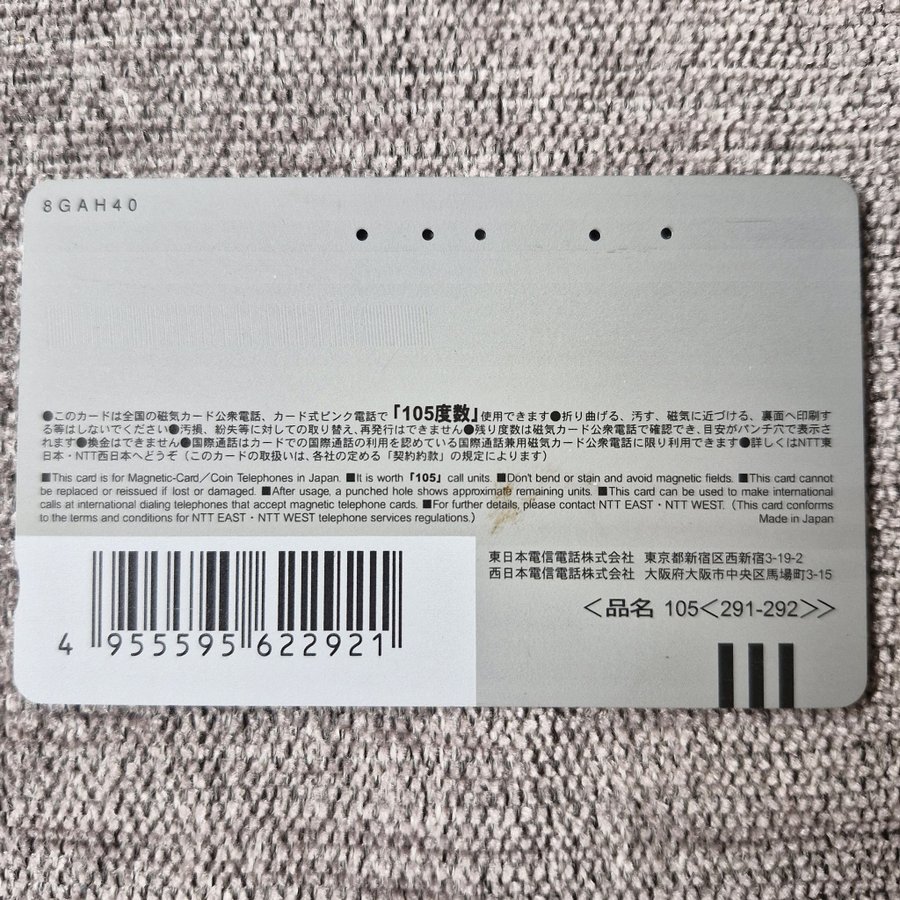 8GAH40
●このカードは全国の磁気カード公衆電話、カード式ピンク電話で「105度数」使用できます●折り曲げる、汚す、磁気に近づける、裏面へ印刷す
る等はしないでください●汚損、紛失等に対しての取り替え、再発行はできません●残り度数は磁気カード公衆電話で確認でき、目安がパンチ穴で表示さ
れます●換金はできません●国際通話はカードでの国際通話の利用を認めている国際通話兼用磁気カード公衆電話に限り利用できます●詳しくはNTT東
日本・NTT西日本へどうぞ（このカードの取扱いは、各社の定める「契約約款」の規定によります）
■This card is for Magnetic-Card／Coin Telephones in Japan. ■It is worth「105」call units. ■Don't bend or stain and avoid magnetic fields. ■This card cannot
be replaced or reissued if lost or damaged. ■After usage, a punched hole shows approximate remaining units. ■This card can be used to make international
calls at international dialing telephones that accept magnetic telephone cards. ■For further details, please contact NTT EAST・NTT WEST.（This card conforms
to the terms and conditions for NTT EAST・NTT WEST telephone services regulations.）
Made in Japan
東日本電信電話株式会社 東京都新宿区西新宿3-19-2
西日本電信電話株式会社 大阪府大阪市中央区馬場町3-15
＜品名 105＜291-292＞＞
4 955595 622921